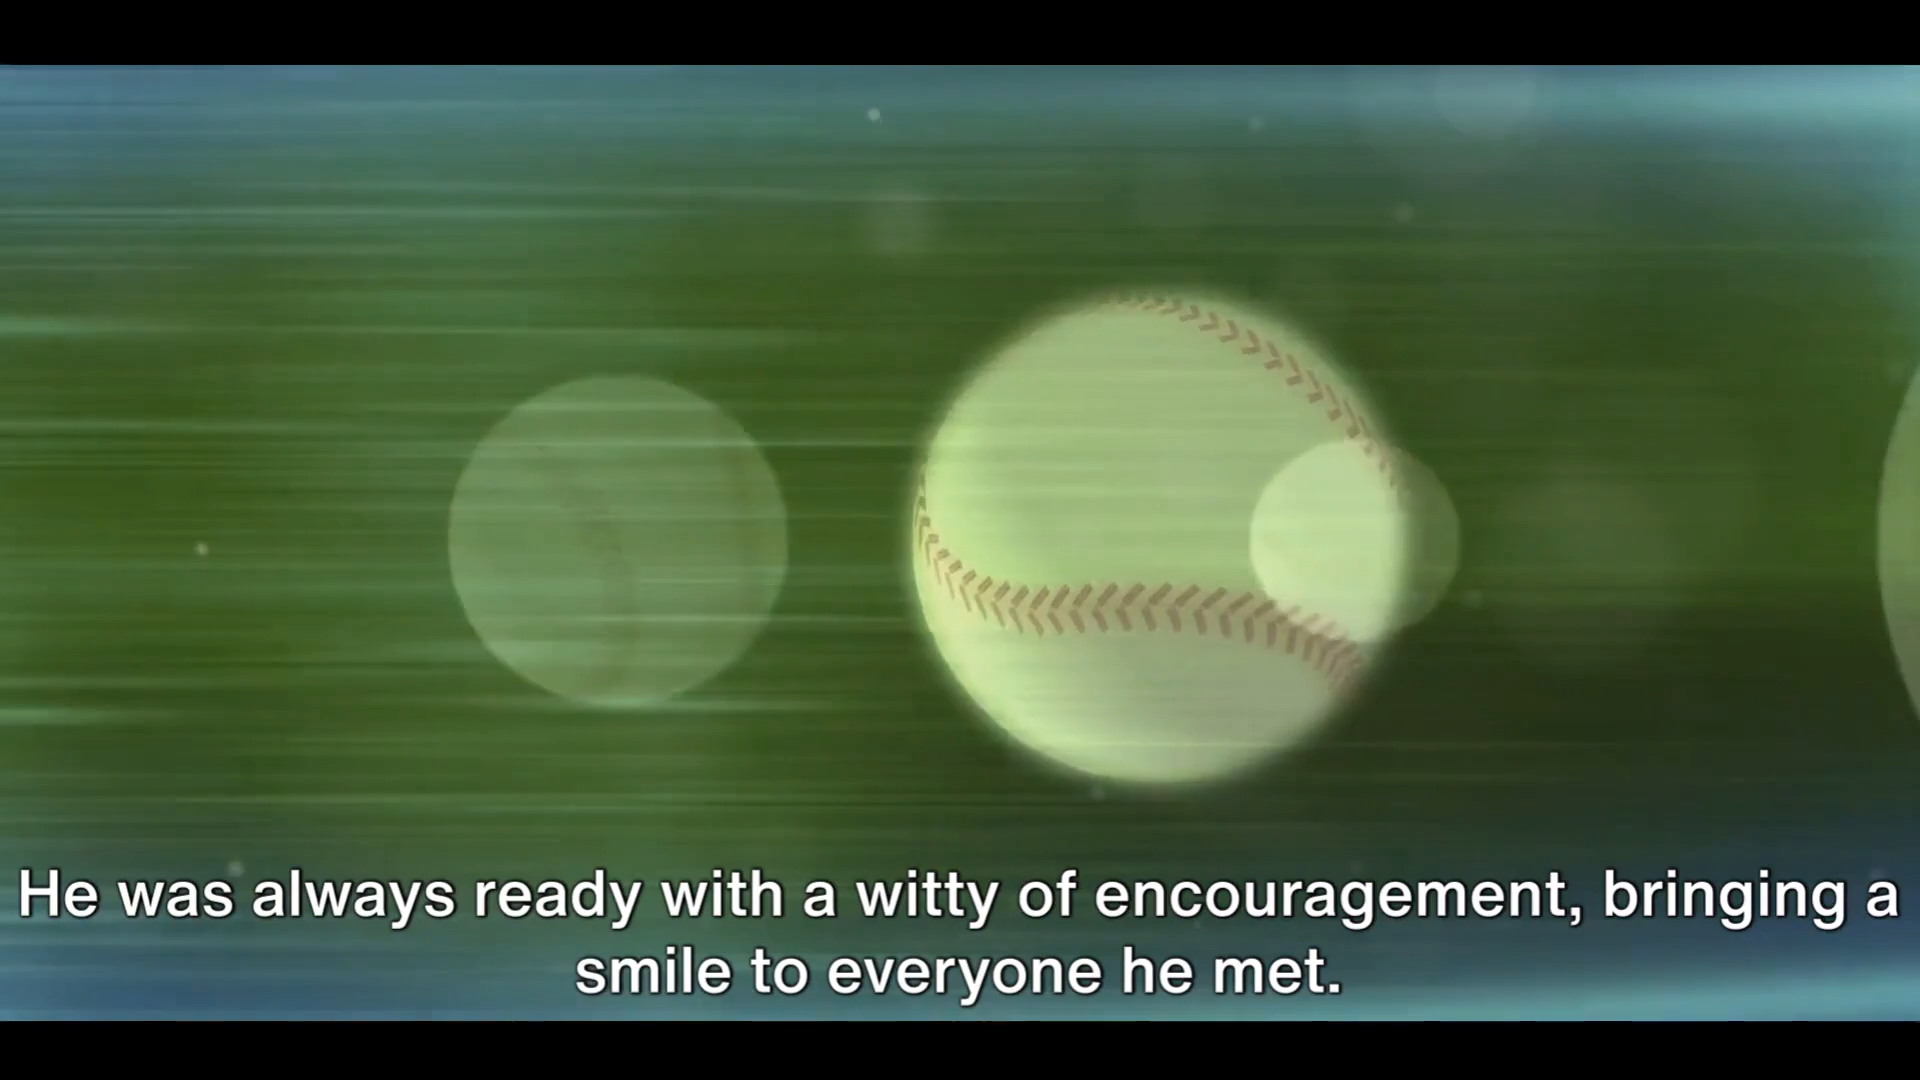 He was always ready with a witty of encouragement, bringing a
smile to everyone he met.